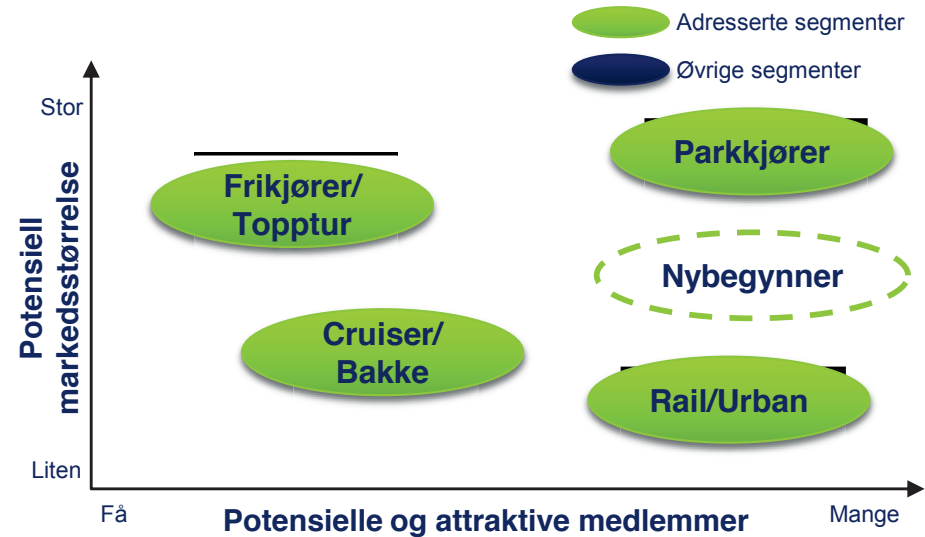 Adresserte segmenter
Øvrige segmenter
Stor
Parkkjører
Frikjører/
Topptur
Potensiell
markedsstørrelse
Nybegynner
Cruiser/
Bakke
Rail/Urban
Liten
Få
Potensielle og attraktive medlemmer
Mange